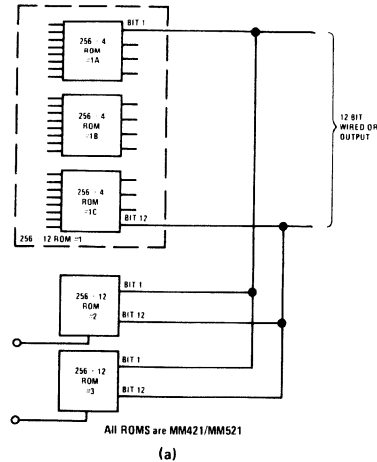 BIT 1
256 · 4
ROM
=1A
256 · 4
ROM
=1B
256 · 4
ROM
=1C
BIT 12
256 12 ROM =1
12 BIT
WIRED OR
OUTPUT
256 · 12
ROM
=2
BIT 1
BIT 12
256 · 12
ROM
=3
BIT 1
BIT 12
All ROMS are MM421/MM521
(a)